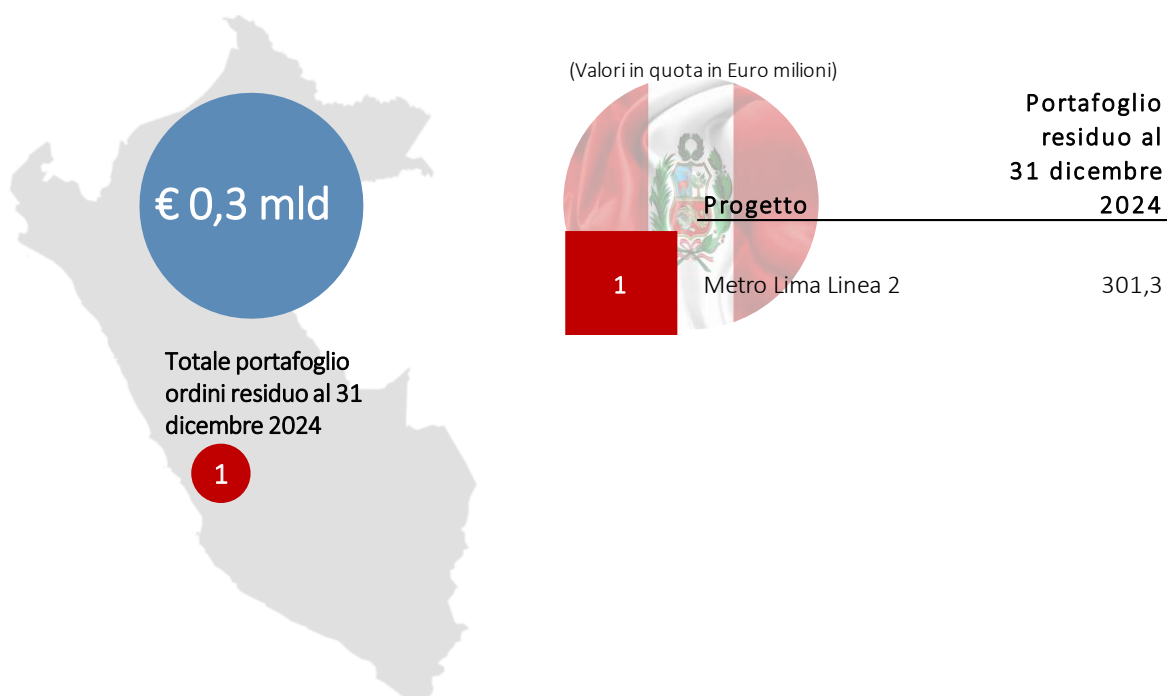 € 0,3 mld
Totale portafoglio
ordini residuo al 31
dicembre 2024
1
(Valori in quota in Euro milioni)
Portafoglio
residuo al
31 dicembre
Progetto 2024
1 Metro Lima Linea 2 301,3